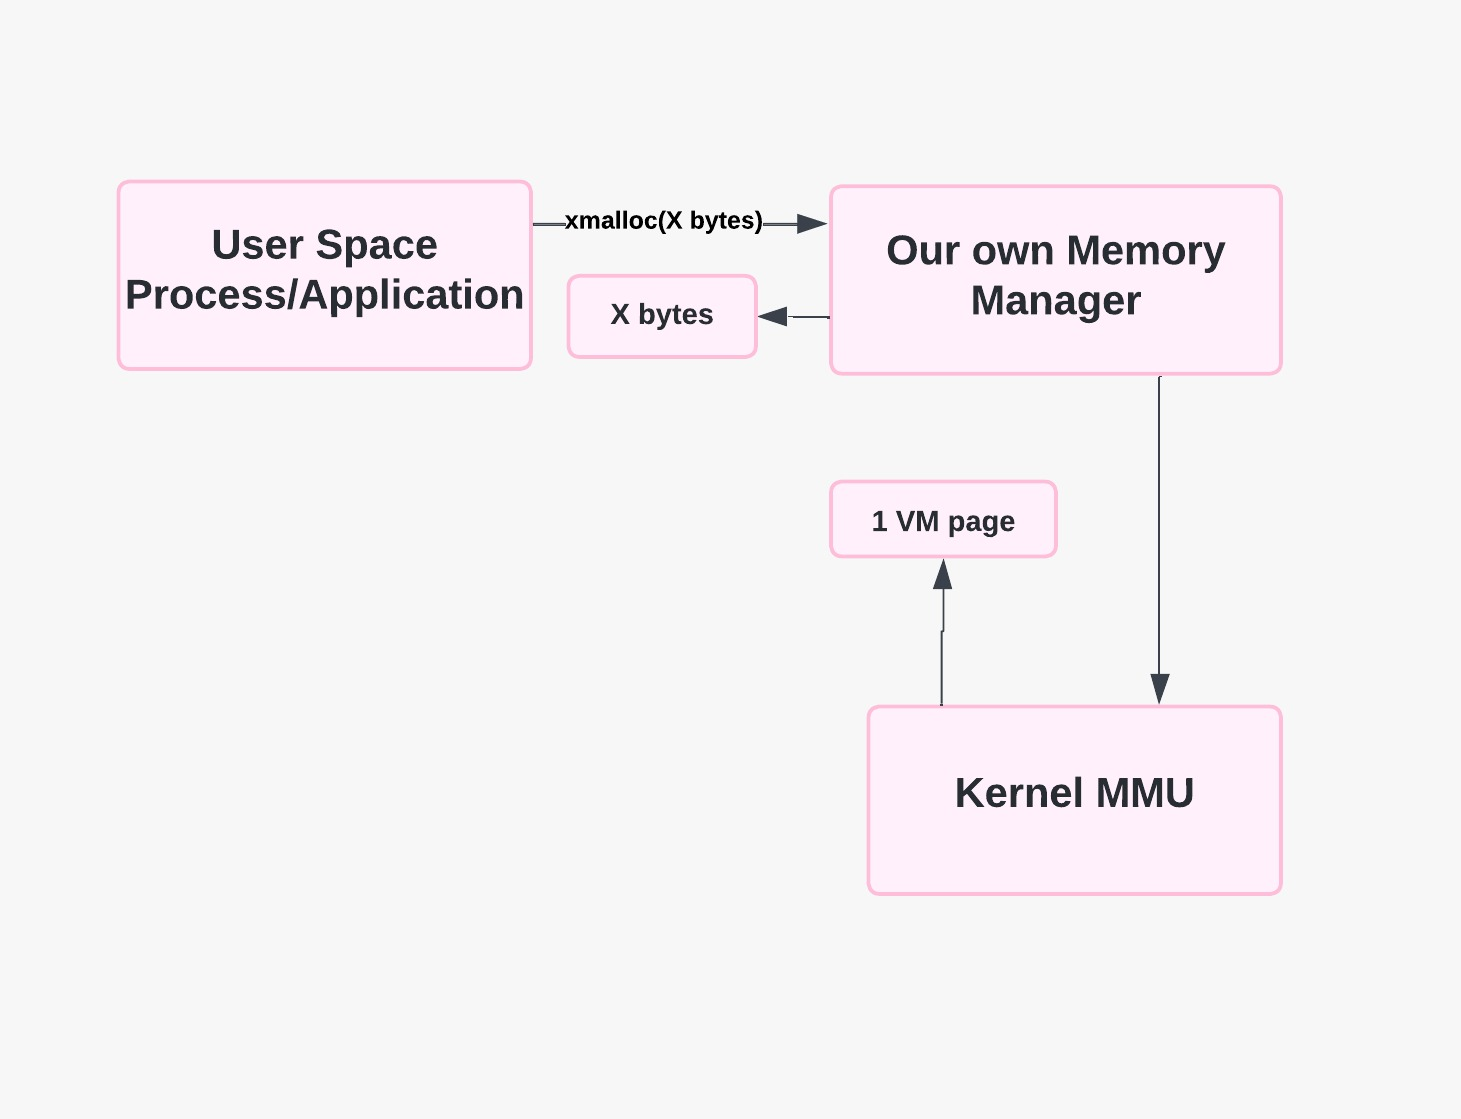 User Space
Process/Application
xmalloc(X bytes)
Our own Memory
Manager
X bytes
1 VM page
Kernel MMU